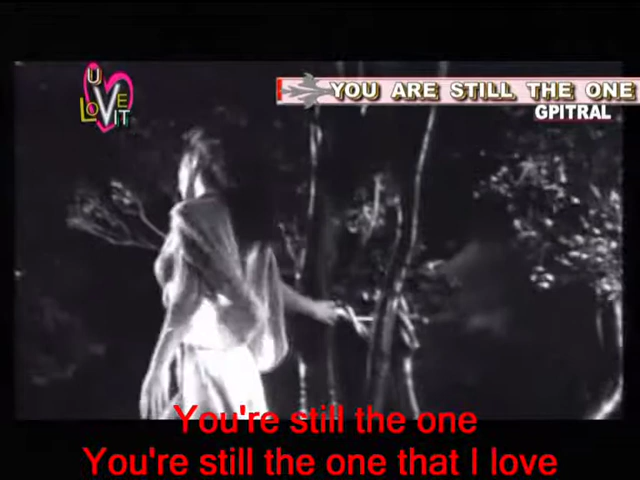 U
LOVE
IT
YOU ARE STILL THE ONE
GPITRAL
You're still the one
You're still the one that I love